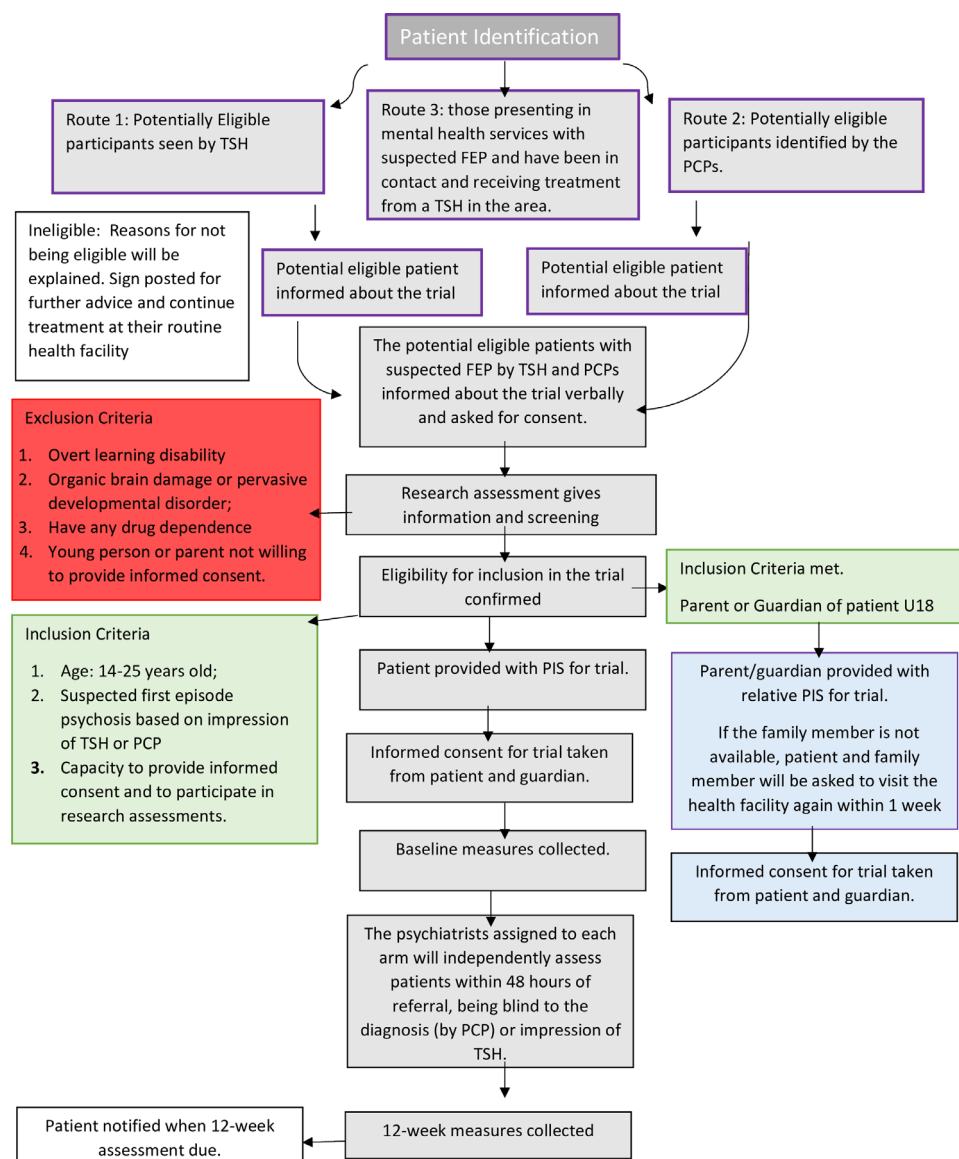 Patient Identification
Route 1: Potentially Eligible
participants seen by TSH
Route 3: those presenting in
mental health services with
suspected FEP and have been in
contact and receiving treatment
from a TSH in the area.
Route 2: Potentially eligible
participants identified by the
PCPs.
Ineligible: Reasons for not
being eligible will be
explained. Sign posted for
further advice and continue
treatment at their routine
health facility
Potential eligible patient
informed about the trial
Potential eligible patient
informed about the trial
The potential eligible patients with
suspected FEP by TSH and PCPs
informed about the trial verbally
and asked for consent.
Exclusion Criteria
1. Overt learning disability
2. Organic brain damage or pervasive
developmental disorder;
3. Have any drug dependence
4. Young person or parent not willing
to provide informed consent.
Research assessment gives
information and screening
Eligibility for inclusion in the trial
confirmed
Inclusion Criteria met.
Parent or Guardian of patient U18
Inclusion Criteria
1. Age: 14-25 years old;
2. Suspected first episode
psychosis based on impression
of TSH or PCP
3. Capacity to provide informed
consent and to participate in
research assessments.
Patient provided with PIS for trial.
Parent/guardian provided with
relative PIS for trial.
If the family member is not
available, patient and family
member will be asked to visit the
health facility again within 1 week
Informed consent for trial taken
from patient and guardian.
Baseline measures collected.
Informed consent for trial taken
from patient and guardian.
The psychiatrists assigned to each
arm will independently assess
patients within 48 hours of
referral, being blind to the
diagnosis (by PCP) or impression of
TSH.
Patient notified when 12-week
assessment due.
12-week measures collected